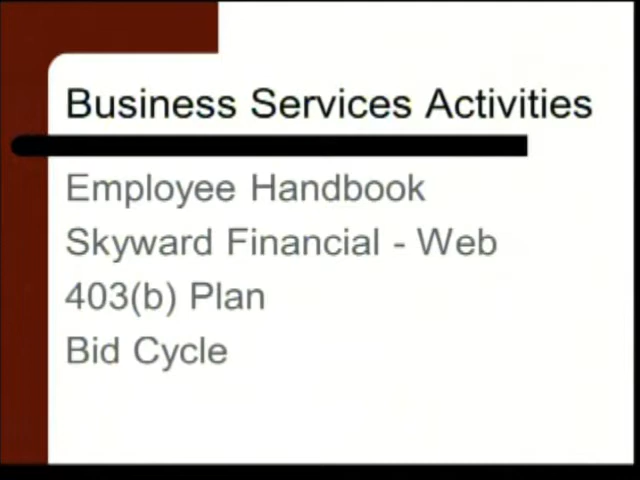 Business Services Activities
Employee Handbook
Skyward Financial - Web
403(b) Plan
Bid Cycle